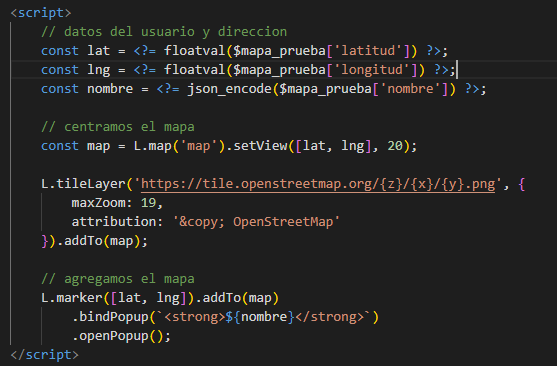 <script>
// datos del usuario y direccion
const lat = <?= floatval($mapa_prueba['latitud']) ?>;
const lng = <?= floatval($mapa_prueba['longitud']) ?>;
const nombre = <?= json_encode($mapa_prueba['nombre']) ?>;
// centramos el mapa
const map = L.map('map').setView([lat, lng], 20);
L.tileLayer('https://tile.openstreetmap.org/{z}/{x}/{y}.png', {
maxZoom: 19,
attribution: '&copy; OpenStreetMap'
}).addTo(map);
// agregamos el mapa
L.marker([lat, lng]).addTo(map)
.bindPopup(`<strong>${nombre}</strong>`)
.openPopup();
</script>